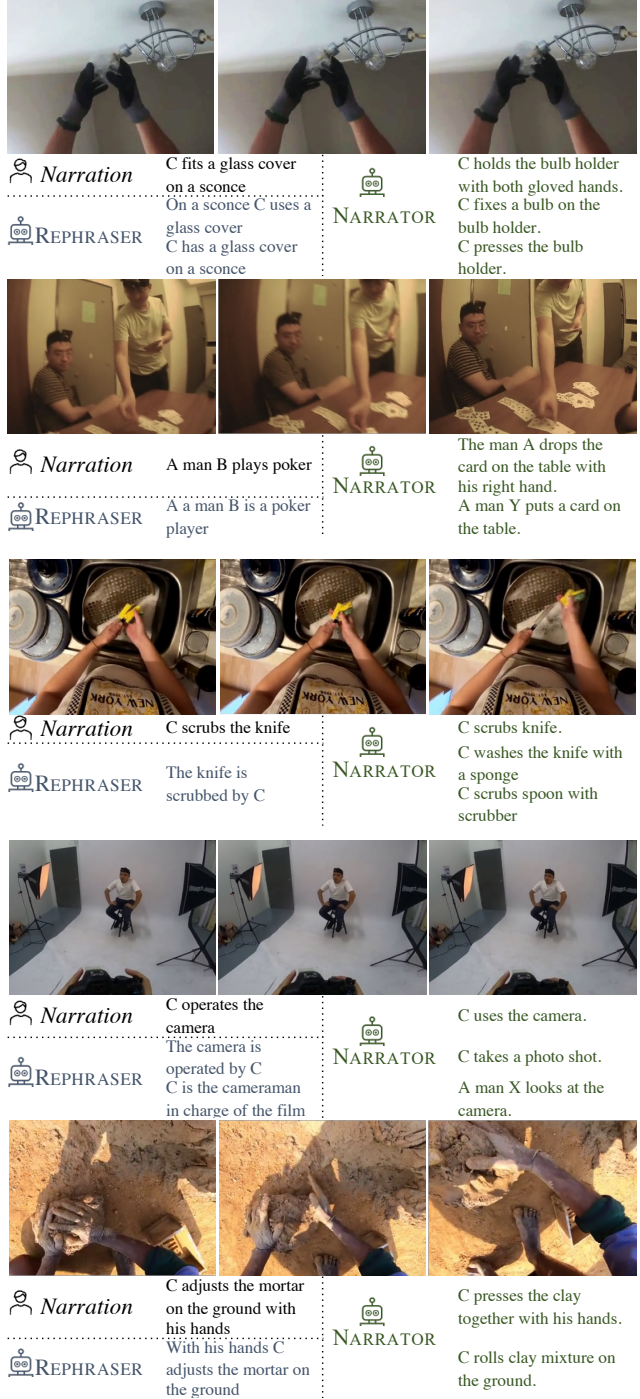 Narration
C fits a glass cover
on a sconce
REPHRASER
On a sconce C uses a
glass cover
C has a glass cover
on a sconce
NARRATOR
C holds the bulb holder
with both gloved hands.
C fixes a bulb on the
bulb holder.
C presses the bulb
holder.
Narration
A man B plays poker
REPHRASER
A a man B is a poker
player
NARRATOR
The man A drops the
card on the table with
his right hand.
A man Y puts a card on
the table.
NEW YORK
NEW YORK
NEW YORK
Narration
C scrubs the knife
REPHRASER
The knife is
scrubbed by C
NARRATOR
C scrubs knife.
C washes the knife with
a sponge
C scrubs spoon with
scrubber
Narration
C operates the
camera
REPHRASER
The camera is
operated by C
C is the cameraman
in charge of the film
NARRATOR
C uses the camera.
C takes a photo shot.
A man X looks at the
camera.
Narration
C adjusts the mortar
on the ground with
his hands
REPHRASER
With his hands C
adjusts the mortar on
the ground
NARRATOR
C presses the clay
together with his hands.
C rolls clay mixture on
the ground.